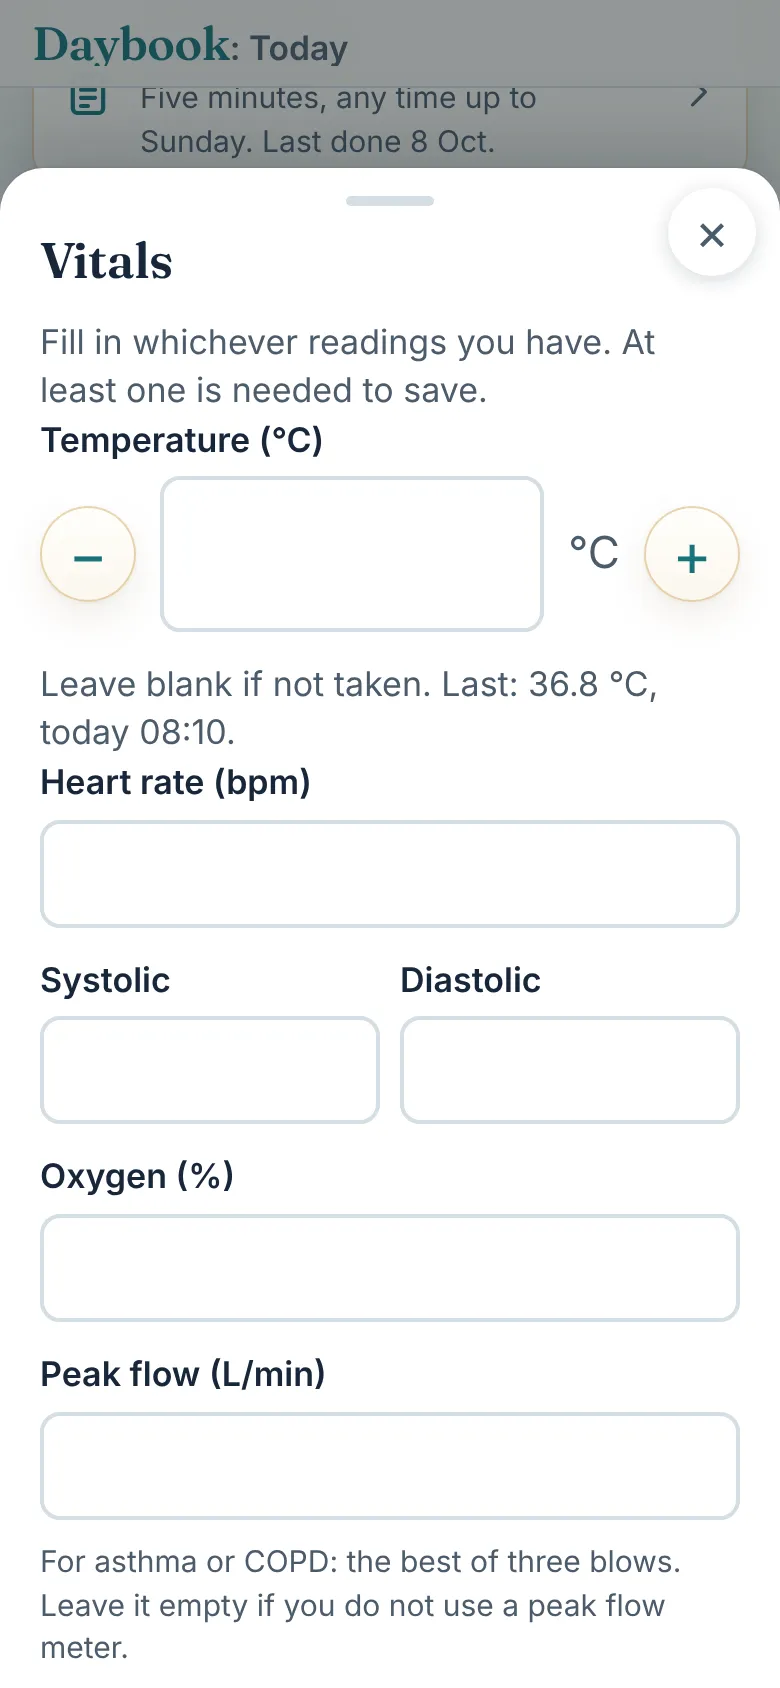 Daybook: Today
Five minutes, any time up to
Sunday. Last done 8 Oct.
Vitals
Fill in whichever readings you have. At
least one is needed to save.
Temperature (°C)
°C
Leave blank if not taken. Last: 36.8 °C,
today 08:10.
Heart rate (bpm)
Systolic
Diastolic
Oxygen (%)
Peak flow (L/min)
For asthma or COPD: the best of three blows.
Leave it empty if you do not use a peak flow
meter.